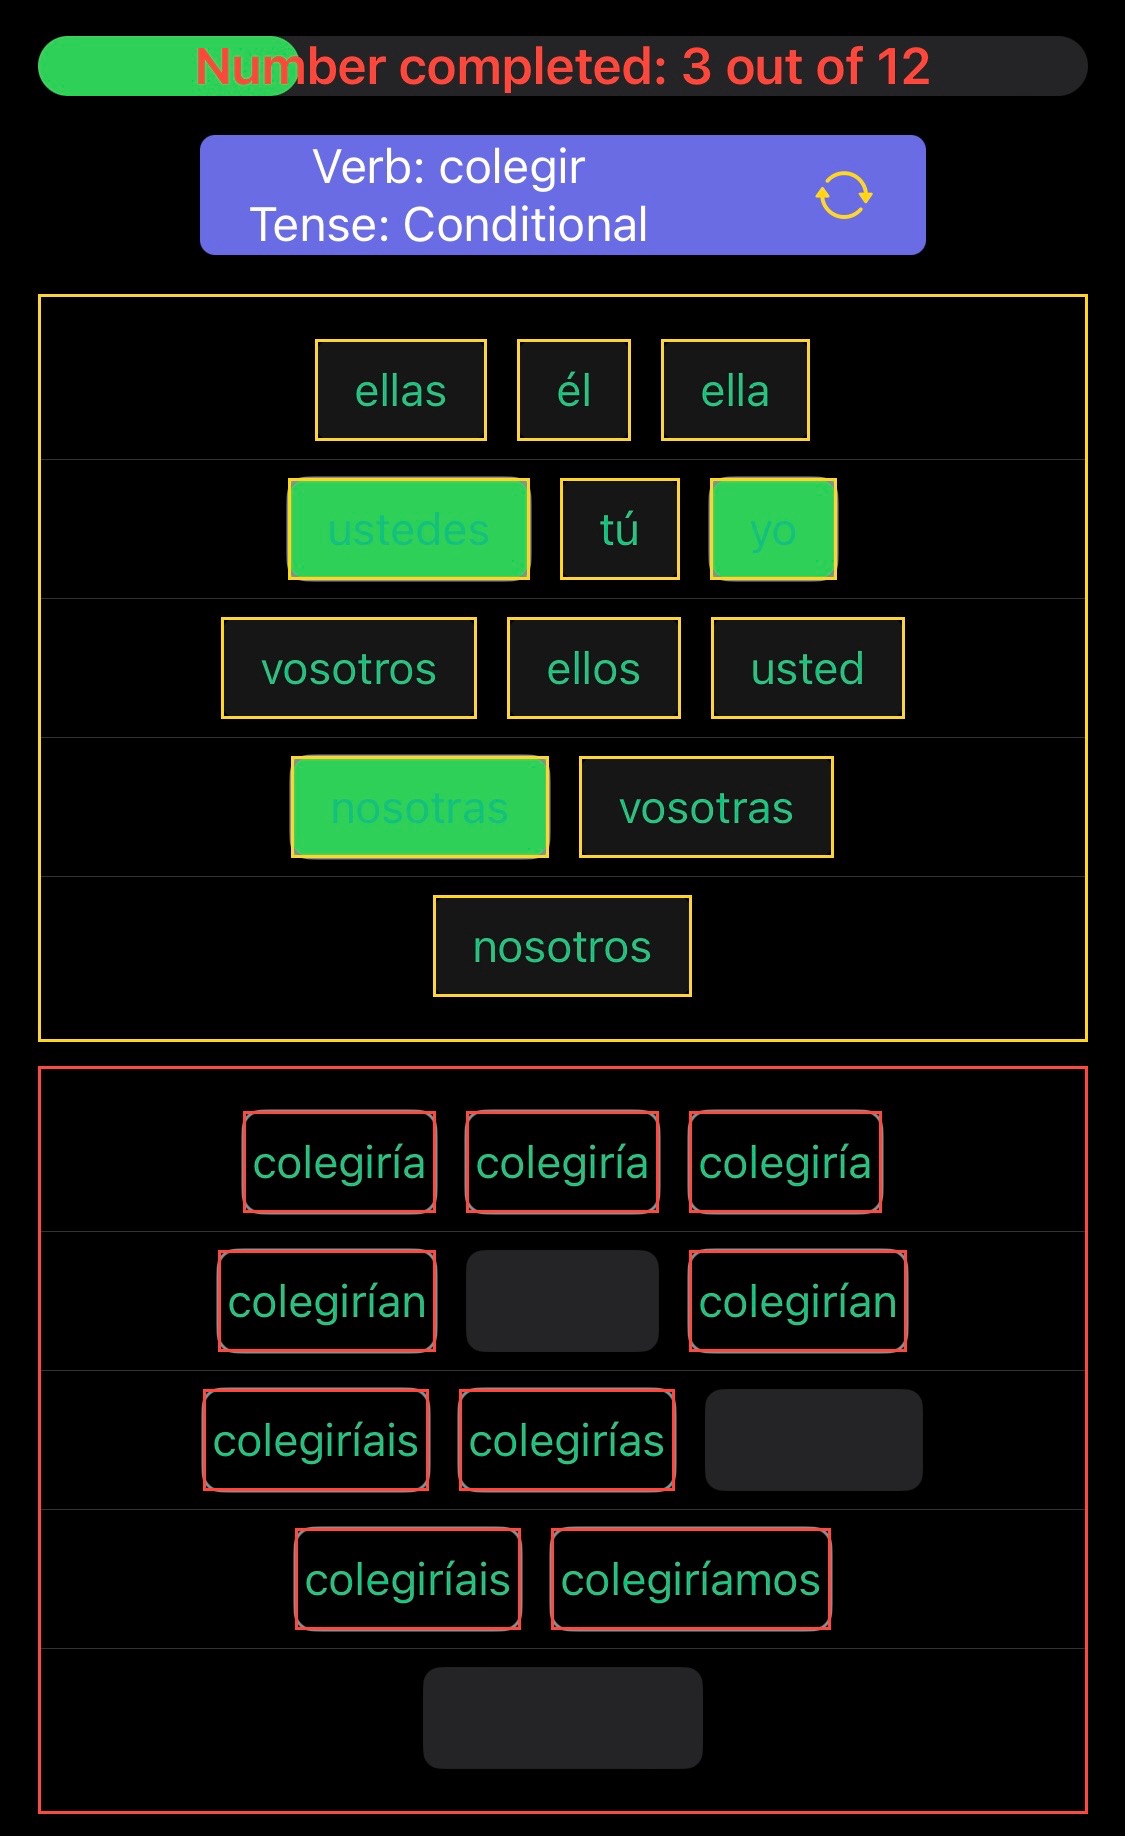 Number completed: 3 out of 12
Verb: colegir
Tense: Conditional
ellas él ella
ustedes tú yo
vosotros ellos usted
nosotras vosotras
nosotros
colegiría colegiría colegiría
colegirían colegirían
colegiríais colegirías
colegiríais colegiríamos